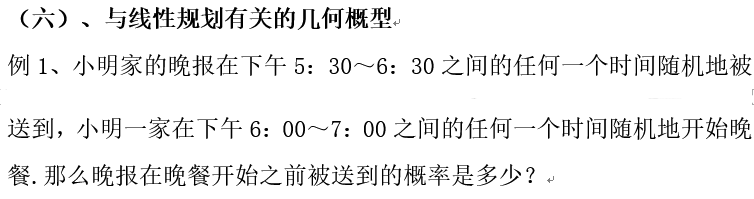 （六）、与线性规划有关的几何概型
例 1、小明家的晚报在下午 5：30～6：30 之间的任何一个时间随机地被
送到，小明一家在下午 6：00～7：00 之间的任何一个时间随机地开始晚
餐.那么晚报在晚餐开始之前被送到的概率是多少？